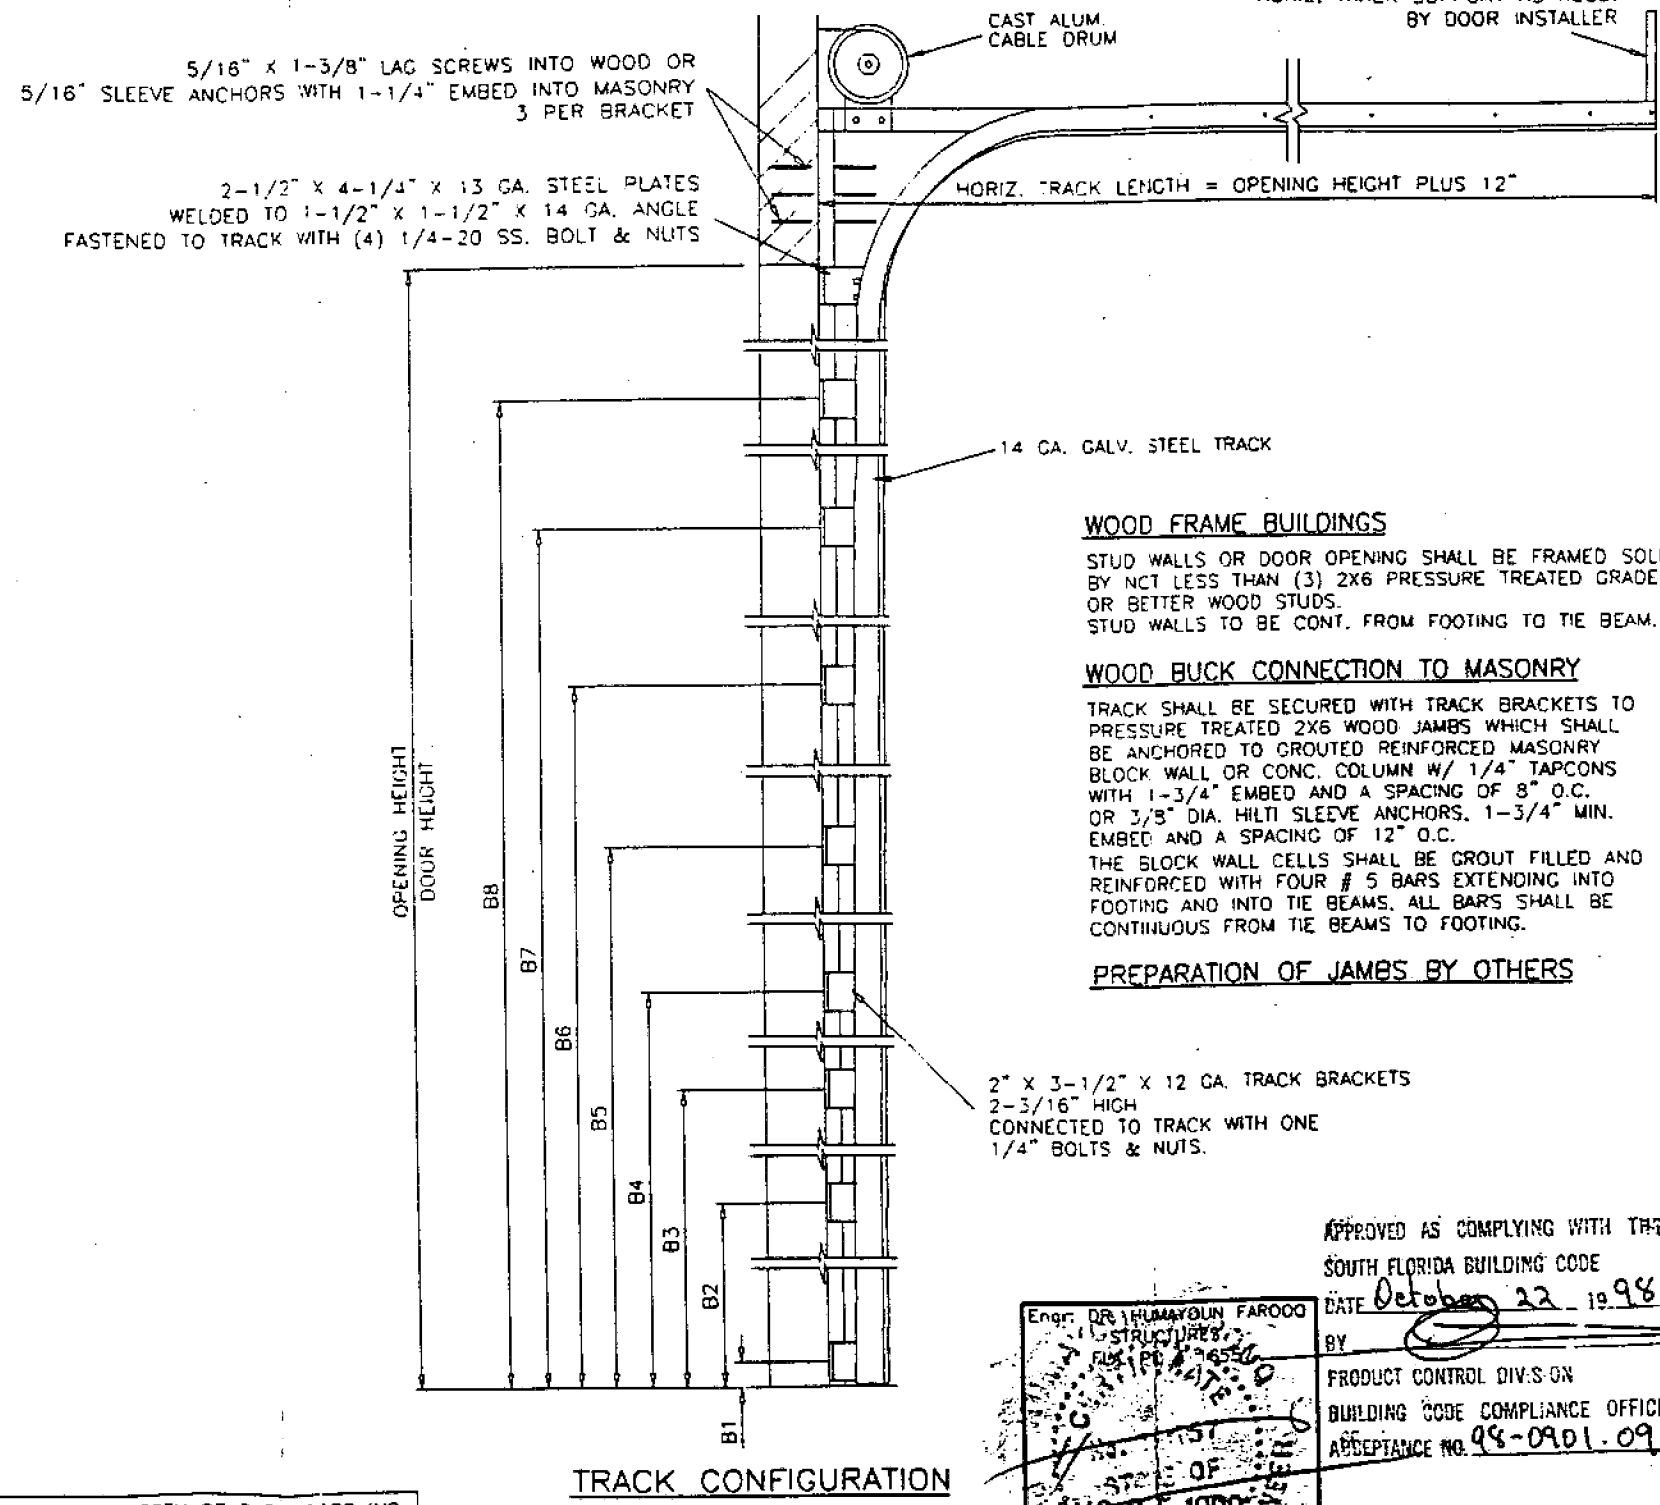 BY DOOR INSTALLER
CAST ALUM.
CABLE DRUM
5/16" X 1-3/8" LAG SCREWS INTO WOOD OR
5/16" SLEEVE ANCHORS WITH 1-1/4" EMBED INTO MASONRY
3 PER BRACKET
2-1/2" X 4-1/4" X 13 GA. STEEL PLATES
WELDED TO 1-1/2" X 1-1/2" X 14 GA. ANGLE
FASTENED TO TRACK WITH (4) 1/4-20 SS. BOLT & NUTS
HORIZ. TRACK LENGTH = OPENING HEIGHT PLUS 12"
14 GA. GALV. STEEL TRACK
WOOD FRAME BUILDINGS
STUD WALLS OR DOOR OPENING SHALL BE FRAMED
BY NOT LESS THAN (3) 2X6 PRESSURE TREATED GRADE
OR BETTER WOOD STUDS.
STUD WALLS TO BE CONT. FROM FOOTING TO TIE BEAM.
WOOD BUCK CONNECTION TO MASONRY
TRACK SHALL BE SECURED WITH TRACK BRACKETS TO
PRESSURE TREATED 2X6 WOOD JAMBS WHICH SHALL
BE ANCHORED TO GROUTED REINFORCED MASONRY
BLOCK WALL OR CONC. COLUMN W/ 1/4" TAPCONS
WITH 1-3/4" EMBED AND A SPACING OF 8" O.C.
OR 3/8" DIA. HILTI SLEEVE ANCHORS, 1-3/4" MIN.
EMBED AND A SPACING OF 12" O.C.
THE BLOCK WALL CELLS SHALL BE GROUT FILLED AND
REINFORCED WITH FOUR # 5 BARS EXTENDING INTO
FOOTING AND INTO TIE BEAMS. ALL BARS SHALL BE
CONTINUOUS FROM TIE BEAMS TO FOOTING.
PREPARATION OF JAMBS BY OTHERS
OPENING HEIGHT
DOOR HEIGHT
B8
B7
B6
B5
B4
B3
B2
B1
2" X 3-1/2" X 12 GA. TRACK BRACKETS
2-3/16" HIGH
CONNECTED TO TRACK WITH ONE
1/4" BOLTS & NUTS.
APPROVED AS COMPLYING WITH THE
SOUTH FLORIDA BUILDING CODE
DATE October 22 1998
BY
PRODUCT CONTROL DIVISION
BUILDING CODE COMPLIANCE OFFICE
ACCEPTANCE NO. 98-0901.09
Engr: DR. HUMAYOUN FAROOQ
STRUCTURES
STATE OF
TRACK CONFIGURATION